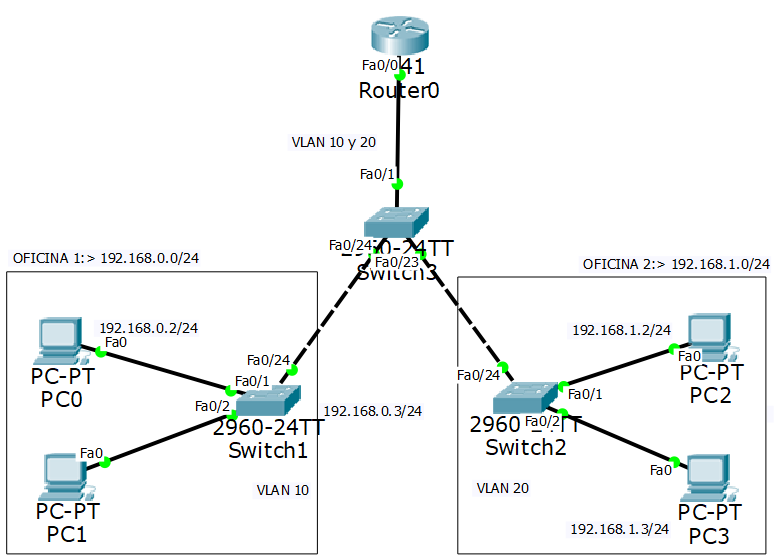 Fa0/0
41
Router0
VLAN 10 y 20
Fa0/1
Fa0/24
2960-24TT
Fa0/23
Switch3
OFICINA 1:> 192.168.0.0/24
OFICINA 2:> 192.168.1.0/24
192.168.0.2/24
Fa0
PC-PT
PC0
Fa0/24
Fa0/1
Fa0/2
192.168.0.3/24
2960-24TT
Switch1
Fa0
PC-PT
PC1
VLAN 10
192.168.1.2/24
Fa0
PC-PT
PC2
Fa0/24
Fa0/1
Fa0/2
2960 TT
Switch2
Fa0
VLAN 20
PC-PT
PC3
192.168.1.3/24